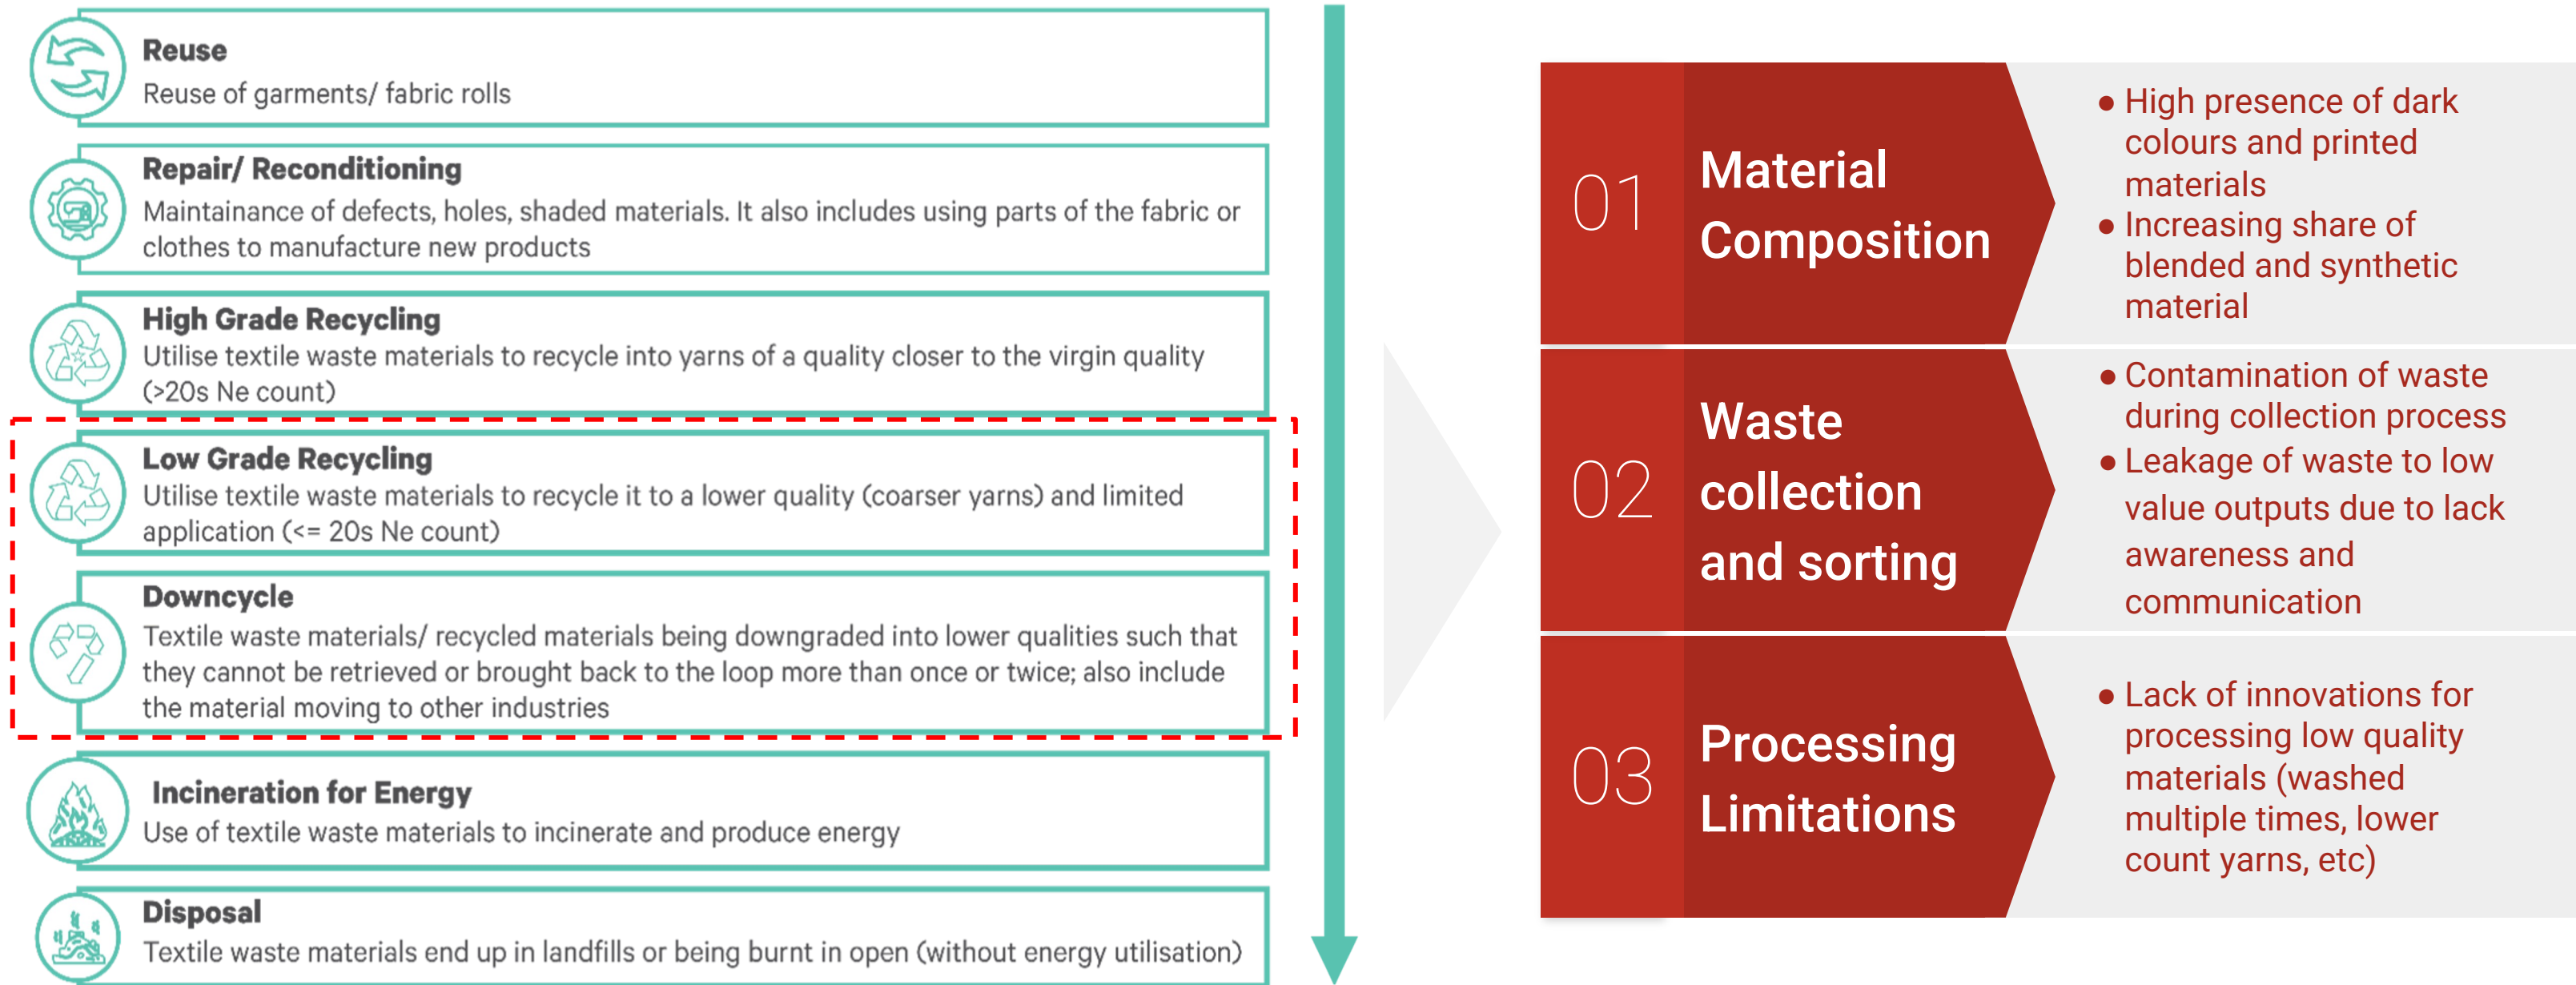 Reuse
Reuse of garments/ fabric rolls
Repair/ Reconditioning
Maintainance of defects, holes, shaded materials. It also includes using parts of the fabric or
clothes to manufacture new products
High Grade Recycling
Utilise textile waste materials to recycle into yarns of a quality closer to the virgin quality
(>20s Ne count)
Low Grade Recycling
Utilise textile waste materials to recycle it to a lower quality (coarser yarns) and limited
application (<= 20s Ne count)
Downcycle
Textile waste materials/ recycled materials being downgraded into lower qualities such that
they cannot be retrieved or brought back to the loop more than once or twice; also include
the material moving to other industries
Incineration for Energy
Use of textile waste materials to incinerate and produce energy
Disposal
Textile waste materials end up in landfills or being burnt in open (without energy utilisation)
01
Material
Composition
● High presence of dark
colours and printed
materials
● Increasing share of
blended and synthetic
material
02
Waste
collection
and sorting
● Contamination of waste
during collection process
● Leakage of waste to low
value outputs due to lack
awareness and
communication
03
Processing
Limitations
● Lack of innovations for
processing low quality
materials (washed
multiple times, lower
count yarns, etc)